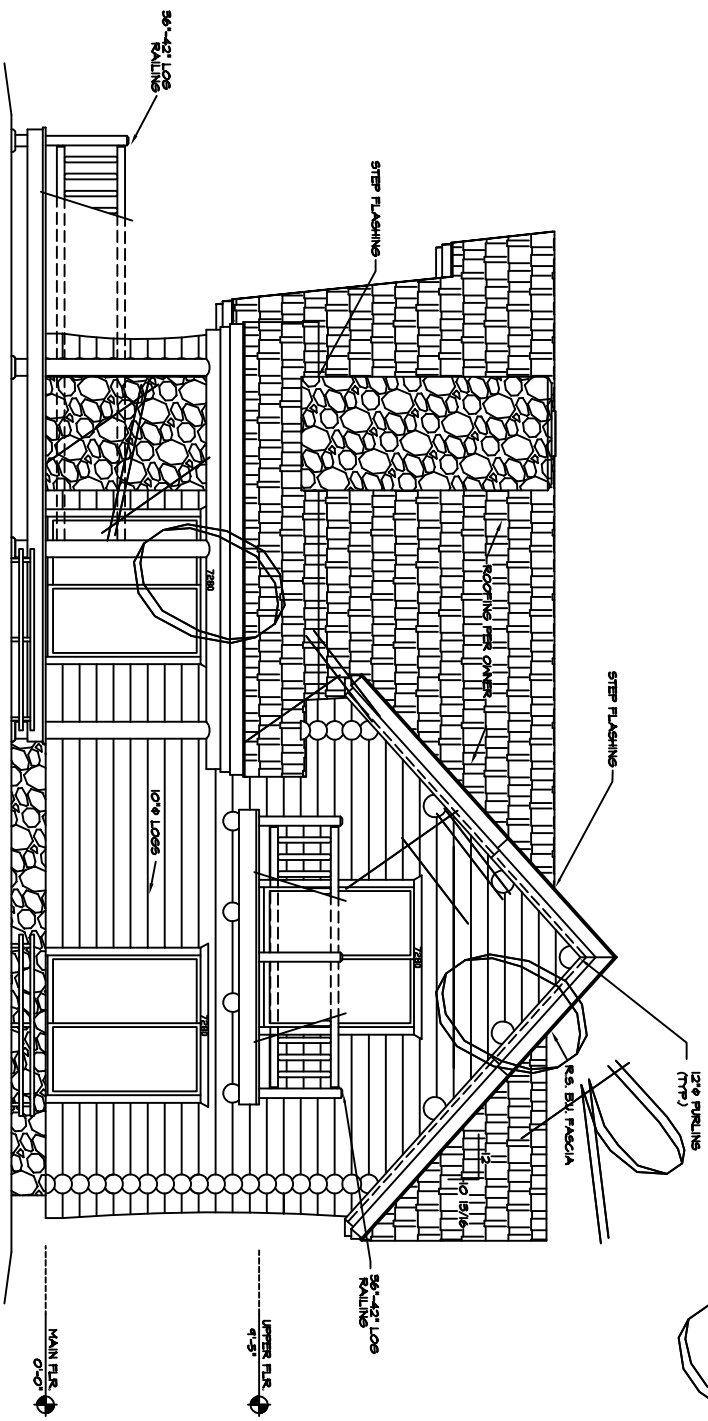 36"-42" LOG
RAILING
STEP FLASHING
ROOFING PER OWNER
STEP FLASHING
12"ϕ PURLINS
(TYP.)
R.S. B.V. FASCIA
12
10 15/16
7280
7280
7280
10"ϕ LOGS
36"-42" LOG
RAILING
UPPER FLR.
9'-5"
MAIN FLR.
0'-0"